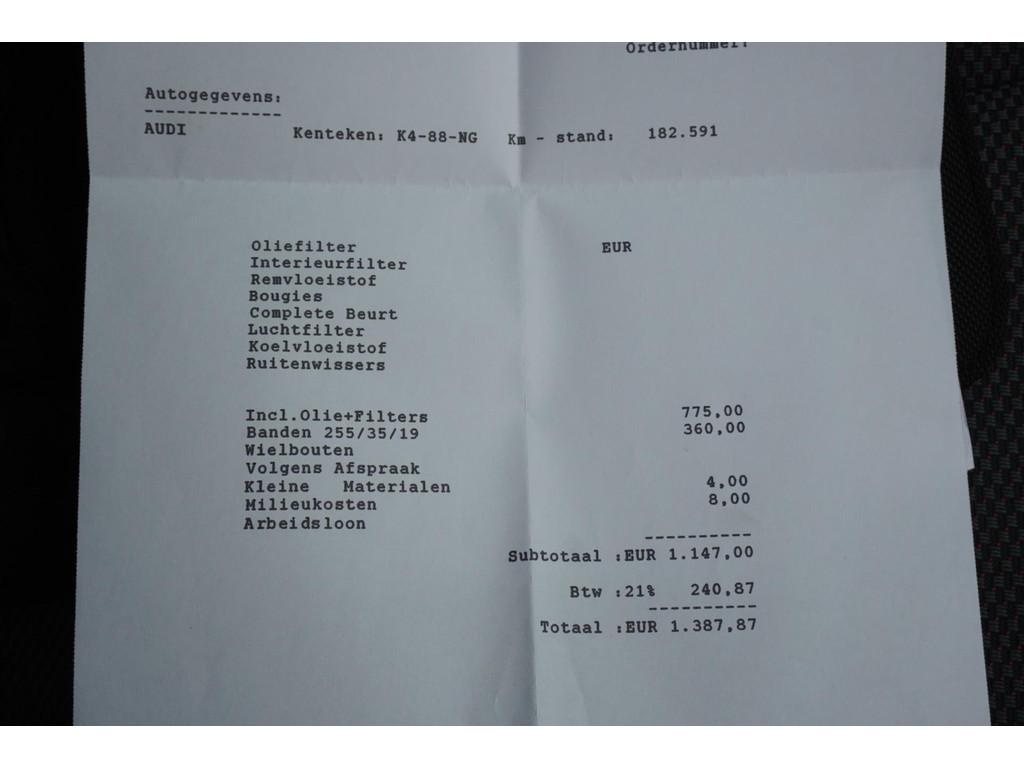 Ordernummer:
Autogegevens:
-------------
AUDI Kenteken: K4-88-NG Km - stand: 182.591
Oliefilter EUR
Interieurfilter
Remvloeistof
Bougies
Complete Beurt
Luchtfilter
Koelvloeistof
Ruitenwissers
Incl.Olie+Filters 775,00
Banden 255/35/19 360,00
Wielbouten
Volgens Afspraak
Kleine Materialen 4,00
Milieukosten 8,00
Arbeidsloon
----------
Subtotaal :EUR 1.147,00
Btw :21% 240,87
----------
Totaal :EUR 1.387,87